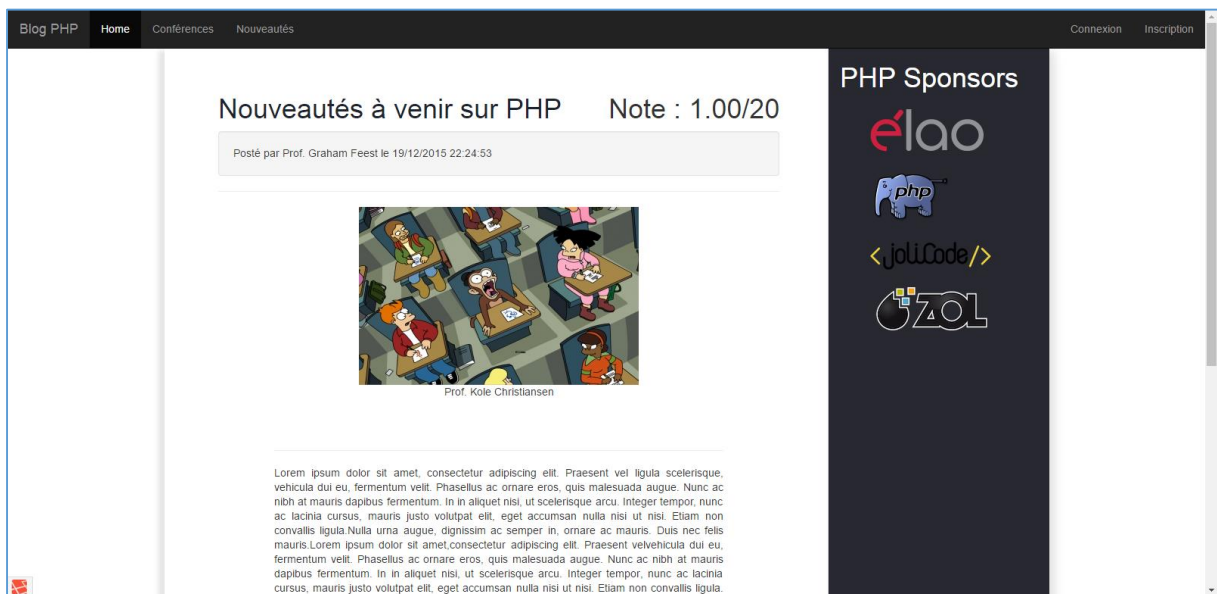 Blog PHP Home Conférences Nouveautés Connexion Inscription
Nouveautés à venir sur PHP Note : 1.00/20
Posté par Prof. Graham Feest le 19/12/2015 22:24:53
Prof. Kole Christiansen
Lorem ipsum dolor sit amet, consectetur adipiscing elit. Praesent vel ligula scelerisque,
vehicula dui eu, fermentum velit. Phasellus ac ornare eros, quis malesuada augue. Nunc ac
nibh at mauris dapibus fermentum. In in aliquet nisi, ut scelerisque arcu. Integer tempor, nunc
ac lacinia cursus, mauris justo volutpat elit, eget accumsan nulla nisi ut nisi. Etiam non
convallis ligula.Nulla urna augue, dignissim ac semper in, ornare ac mauris. Duis nec felis
mauris.Lorem ipsum dolor sit amet,consectetur adipiscing elit. Praesent velvehicula dui eu,
fermentum velit. Phasellus ac ornare eros, quis malesuada augue. Nunc ac nibh at mauris
dapibus fermentum. In in aliquet nisi, ut scelerisque arcu. Integer tempor, nunc ac lacinia
cursus, mauris justo volutpat elit, eget accumsan nulla nisi ut nisi. Etiam non convallis ligula.
PHP Sponsors
élao
php
<joliCode/>
ZOL